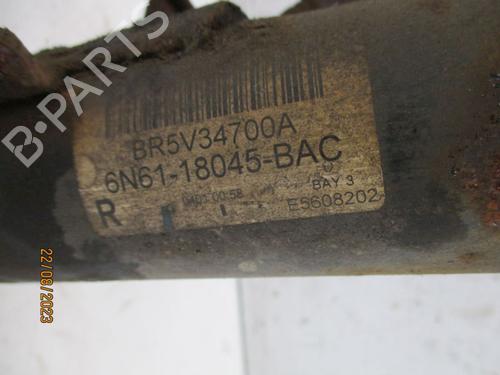 B-PARTS
BR5V34700A
6N61-18045-BAC
R
BAY 3
E5608202
22/08/2023